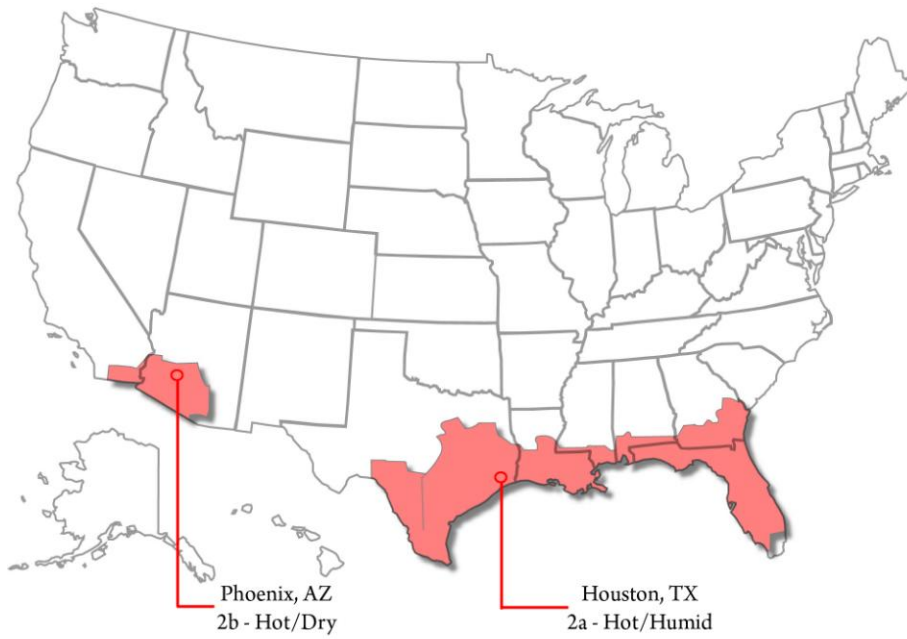 Phoenix, AZ
2b - Hot/Dry
Houston, TX
2a - Hot/Humid